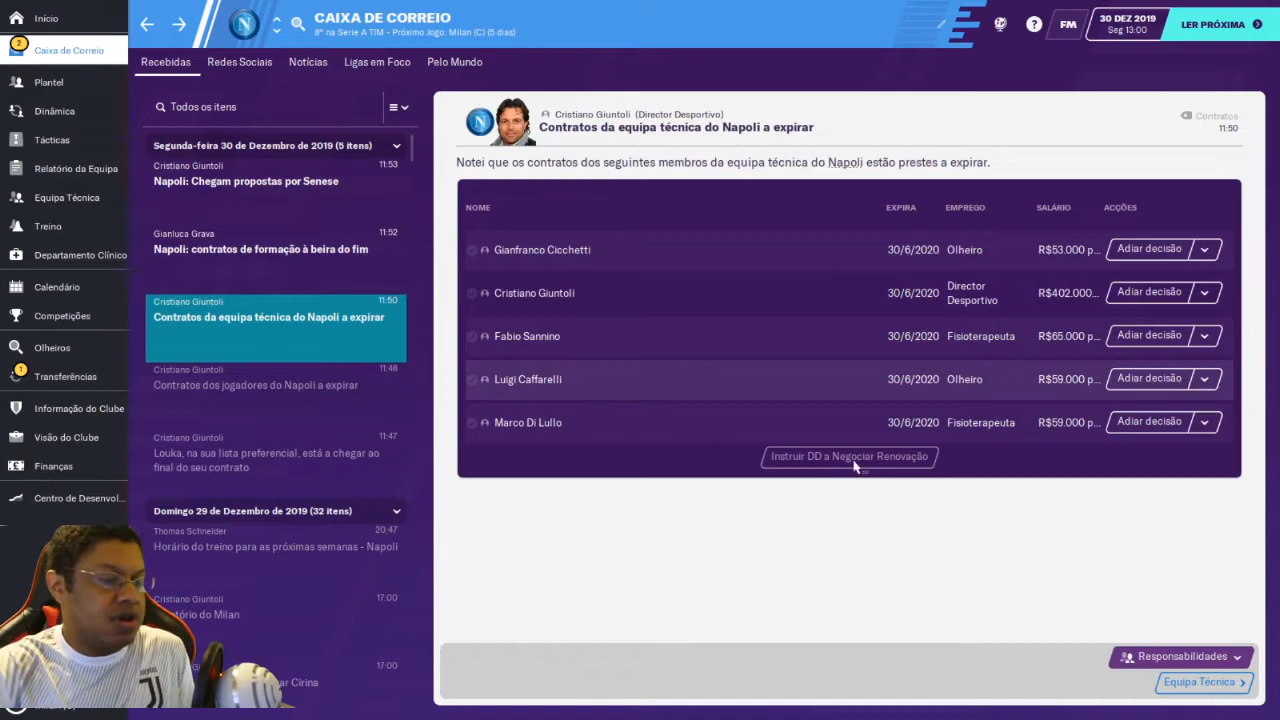 Início
CAIXA DE CORREIO
8º na Serie A TIM - Próximo Jogo: Milan (C) (5 dias)
FM
30 DEZ 2019
Seg 13:00
LER PRÓXIMA
2
Caixa de Correio
Plantel
Dinâmica
Tácticas
Relatório da Equipa
Equipa Técnica
Treino
Departamento Clínico
Calendário
Competições
Olheiros
1
Transferências
Informação do Clube
Visão do Clube
Finanças
Centro de Desenvol...
Recebidas
Redes Sociais
Notícias
Ligas em Foco
Pelo Mundo
Todos os itens
Segunda-feira 30 de Dezembro de 2019 (5 itens)
Cristiano Giuntoli 11:53
Napoli: Chegam propostas por Senese
Gianluca Grava 11:52
Napoli: contratos de formação à beira do fim
Cristiano Giuntoli 11:50
Contratos da equipa técnica do Napoli a expirar
Cristiano Giuntoli 11:48
Contratos dos jogadores do Napoli a expirar
Cristiano Giuntoli 11:47
Louka, na sua lista preferencial, está a chegar ao
final do seu contrato
Domingo 29 de Dezembro de 2019 (32 itens)
Thomas Schneider 20:47
Horário do treino para as próximas semanas - Napoli
Cristiano Giuntoli 17:00
do Milan
17:00
Cirina
Cristiano Giuntoli (Director Desportivo)
Contratos da equipa técnica do Napoli a expirar
Contratos
11:50
Notei que os contratos dos seguintes membros da equipa técnica do Napoli estão prestes a expirar.
NOME EXPIRA EMPREGO SALÁRIO ACÇÕES
Gianfranco Cicchetti 30/6/2020 Olheiro R$53.000 p... Adiar decisão
Cristiano Giuntoli 30/6/2020 Director Desportivo R$402.000... Adiar decisão
Fabio Sannino 30/6/2020 Fisioterapeuta R$65.000 p... Adiar decisão
Luigi Caffarelli 30/6/2020 Olheiro R$59.000 p... Adiar decisão
Marco Di Lullo 30/6/2020 Fisioterapeuta R$59.000 p... Adiar decisão
Instruir DD a Negociar Renovação
Responsabilidades
Equipa Técnica